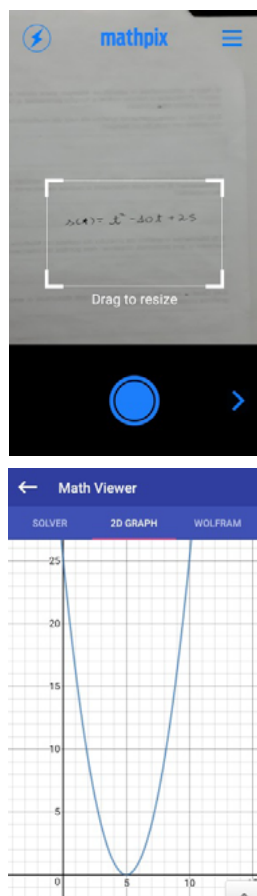 mathpix
s(t) = t² - 10t + 25
Drag to resize
Math Viewer
SOLVER 2D GRAPH WOLFRAM
25
20
15
10
5
0 5 10